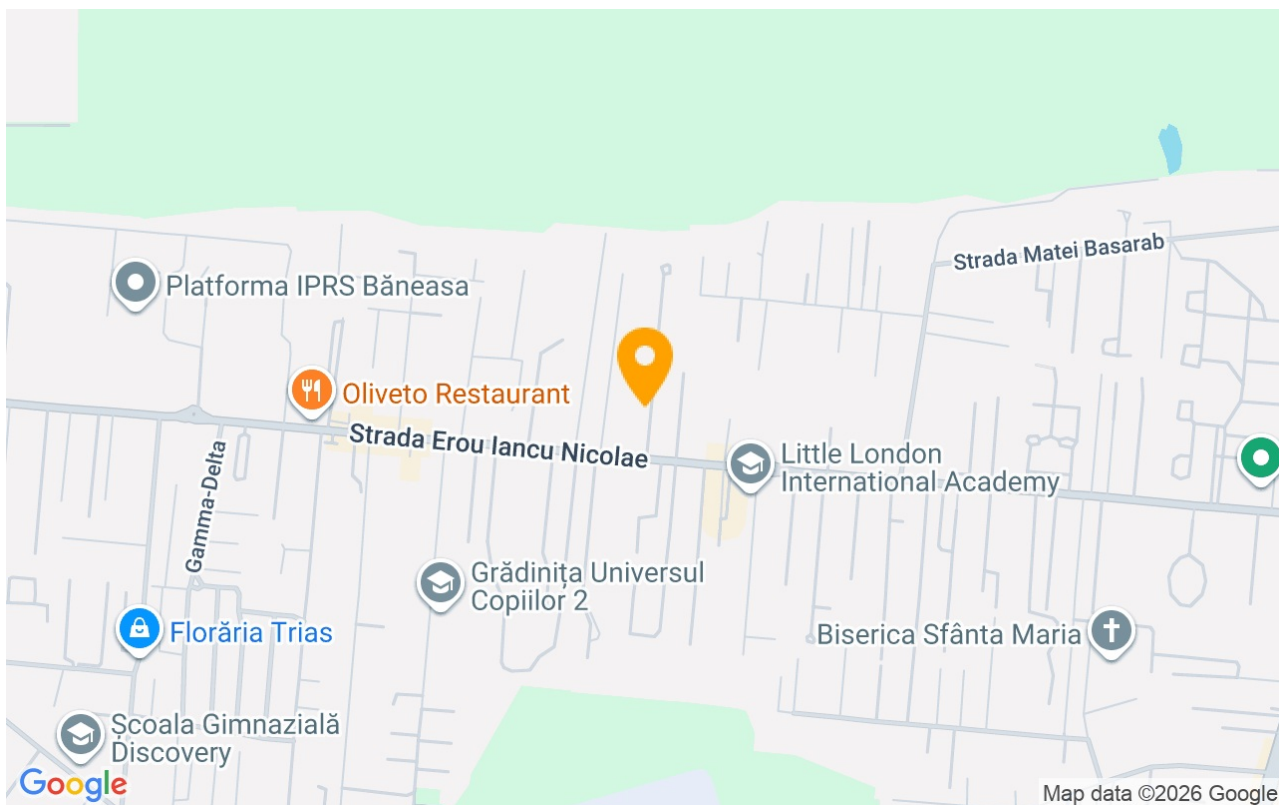 Strada Matei Basarab
Platforma IPRS Băneasa
Oliveto Restaurant
Strada Erou Iancu Nicolae
Little London
International Academy
Gamma-Delta
Grădinița Universul
Copiilor 2
Florăria Trias
Biserica Sfânta Maria
Școala Gimnazială
Discovery
Google
Map data ©2026 Google